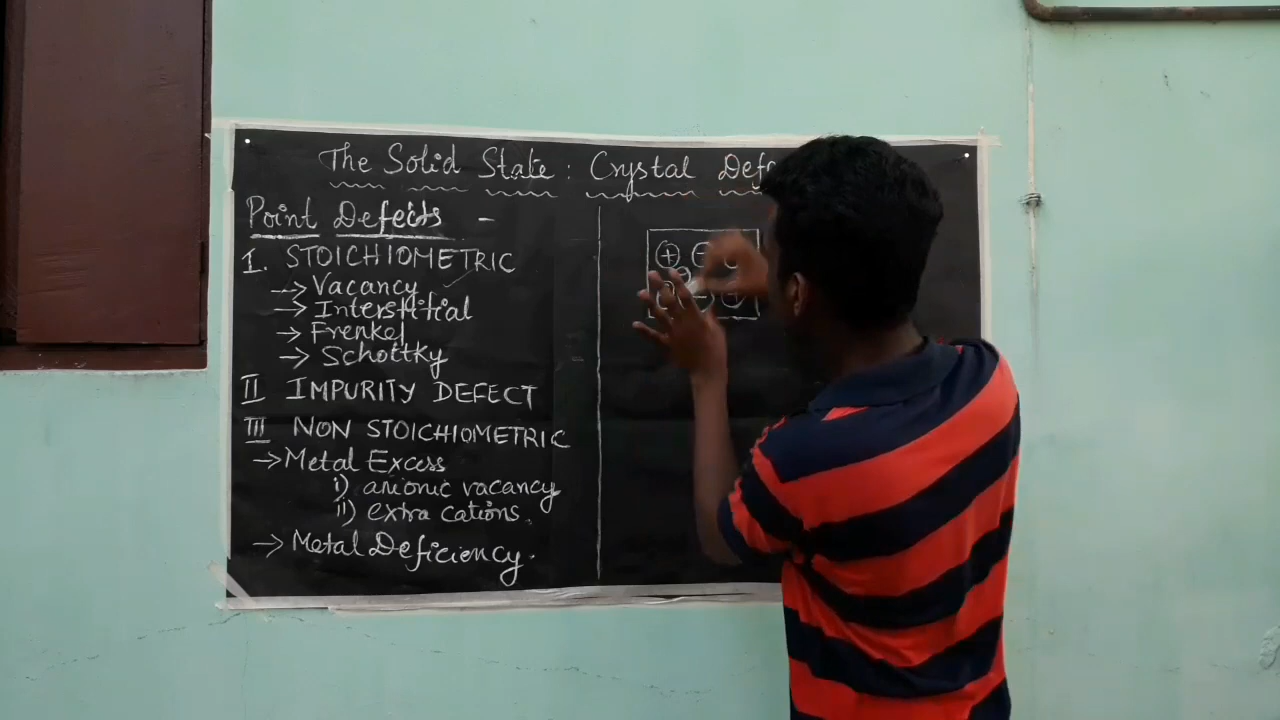 The Solid State : Crystal Def
Point Defects -
I. STOICHIOMETRIC
→ Vacancy
→ Interstitial
→ Frenkel
→ Schottky
II IMPURITY DEFECT
III NON STOICHIOMETRIC
→ Metal Excess
i) anionic vacancy
ii) extra cations.
→ Metal Deficiency.